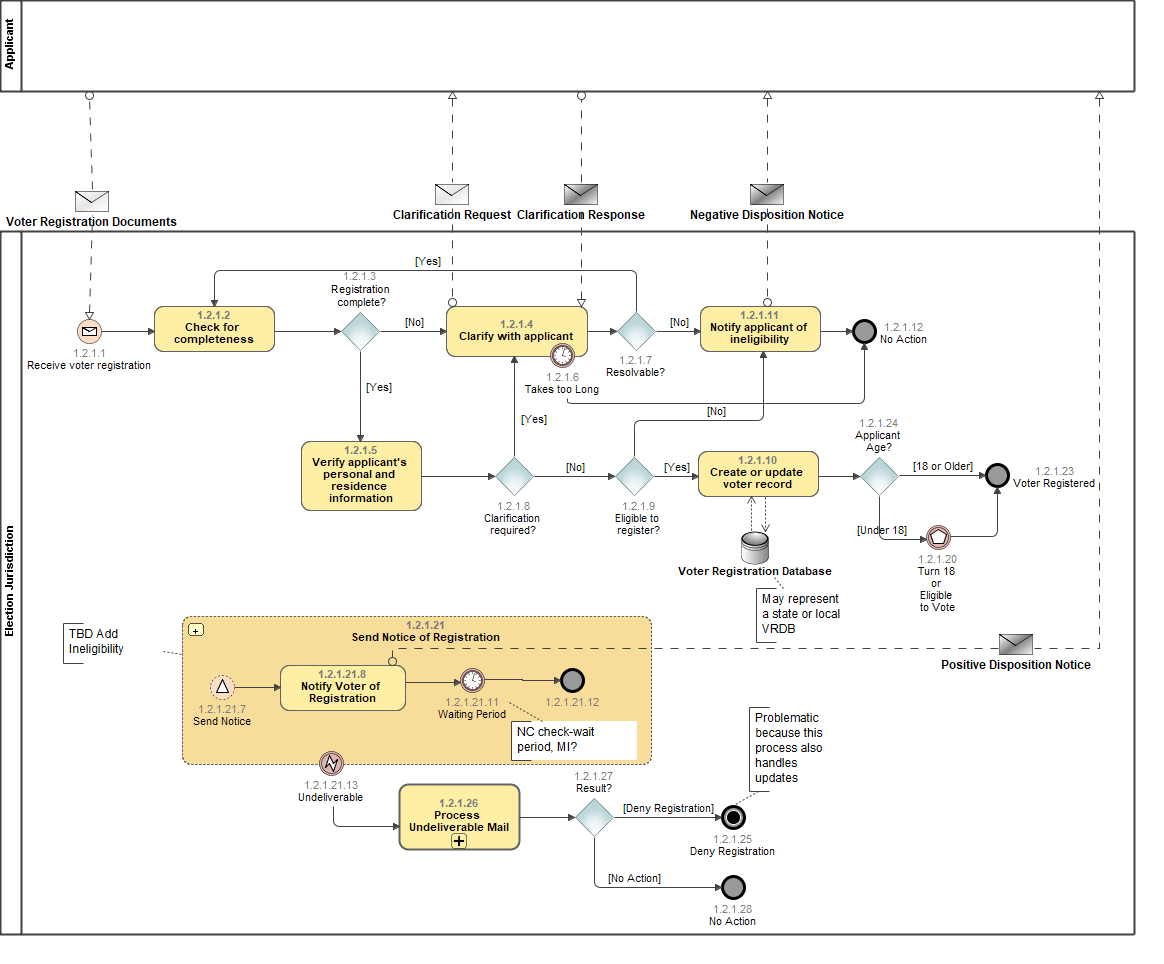 Applicant
Voter Registration Documents
Clarification Request
Clarification Response
Negative Disposition Notice
Election Jurisdiction
[Yes]
1.2.1.3
Registration
complete?
1.2.1.1
Receive voter registration
1.2.1.2
Check for
completeness
[No]
1.2.1.4
Clarify with applicant
1.2.1.6
Takes too Long
1.2.1.7
Resolvable?
[No]
1.2.1.11
Notify applicant of
ineligibility
1.2.1.12
No Action
[Yes]
[Yes]
[No]
1.2.1.5
Verify applicant's
personal and
residence
information
1.2.1.8
Clarification
required?
[No]
1.2.1.9
Eligible to
register?
[Yes]
1.2.1.10
Create or update
voter record
1.2.1.24
Applicant
Age?
[18 or Older]
1.2.1.23
Voter Registered
[Under 18]
1.2.1.20
Turn 18
or
Eligible
to Vote
Voter Registration Database
May represent
a state or local
VRDB
TBD Add
Ineligibility
1.2.1.21
Send Notice of Registration
Positive Disposition Notice
1.2.1.21.7
Send Notice
1.2.1.21.8
Notify Voter of
Registration
1.2.1.21.11
Waiting Period
1.2.1.21.12
NC check-wait
period, MI?
Problematic
because this
process also
handles
updates
1.2.1.21.13
Undeliverable
1.2.1.26
Process
Undeliverable Mail
1.2.1.27
Result?
[Deny Registration]
1.2.1.25
Deny Registration
[No Action]
1.2.1.28
No Action